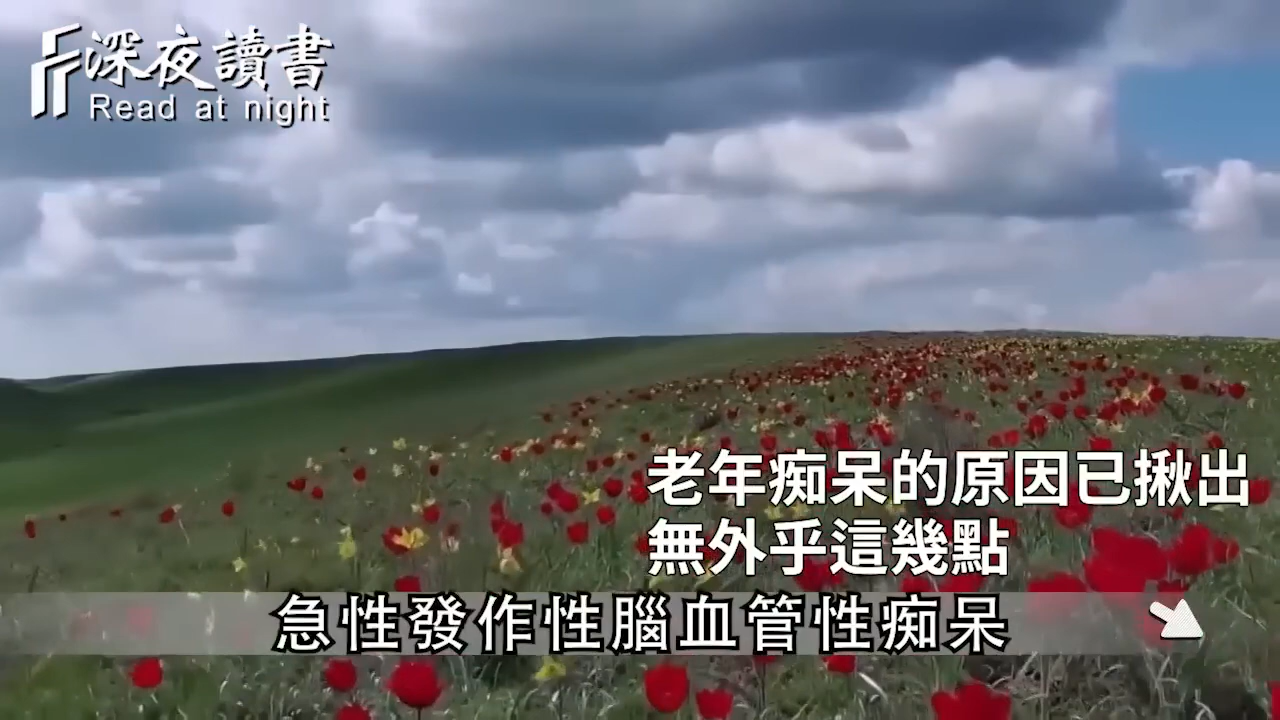 深夜讀書
Read at night
老年痴呆的原因已揪出
無外乎這幾點
急性發作性腦血管性痴呆